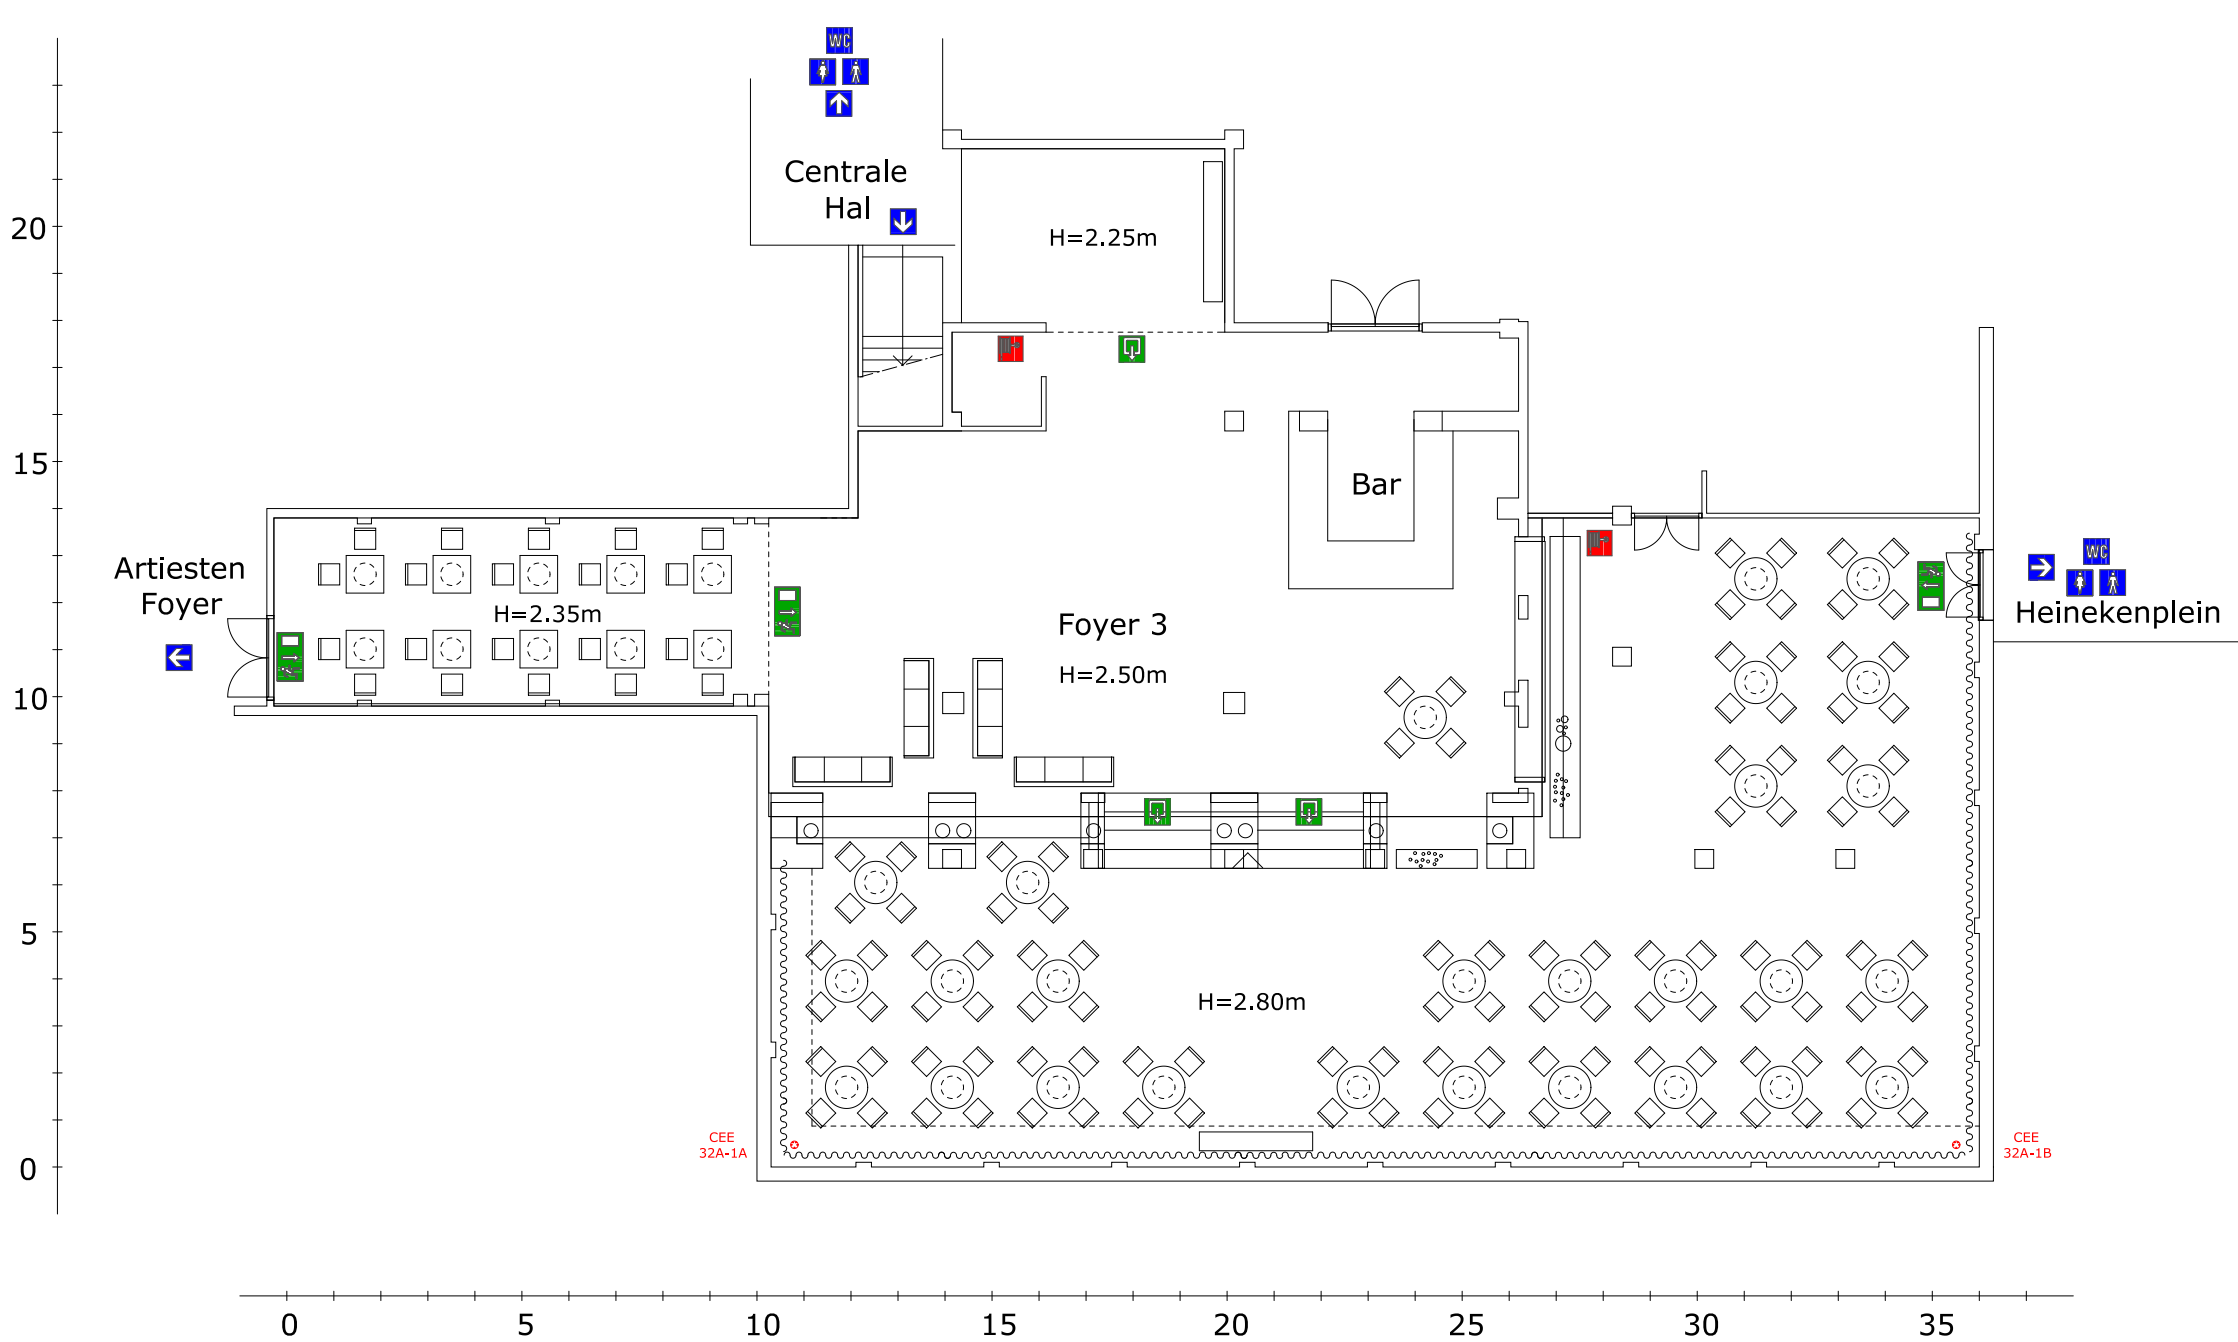 WC
Centrale
Hal
20
H=2.25m
15
Bar
Artiesten
Foyer
H=2.35m
Foyer 3
H=2.50m
WC
Heinekenplein
10
5
H=2.80m
CEE
32A-1A
CEE
32A-1B
0
0 5 10 15 20 25 30 35